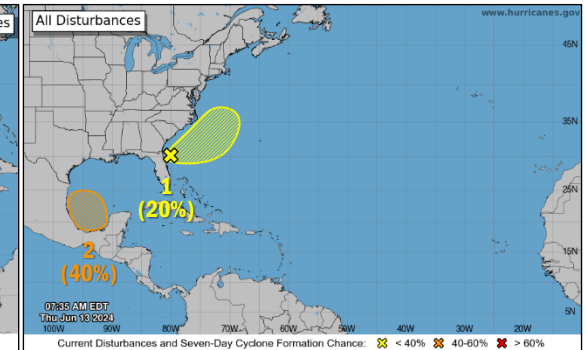 es
All Disturbances
www.hurricanes.gov
45N
35N
1
(20%)
25N
2
(40%)
15N
07:35 AM EDT
Thu Jun 13 2024
5N
100W 90W 80W 70W 60W 50W 40W 30W 20W
Current Disturbances and Seven-Day Cyclone Formation Chance: < 40% 40-60% > 60%